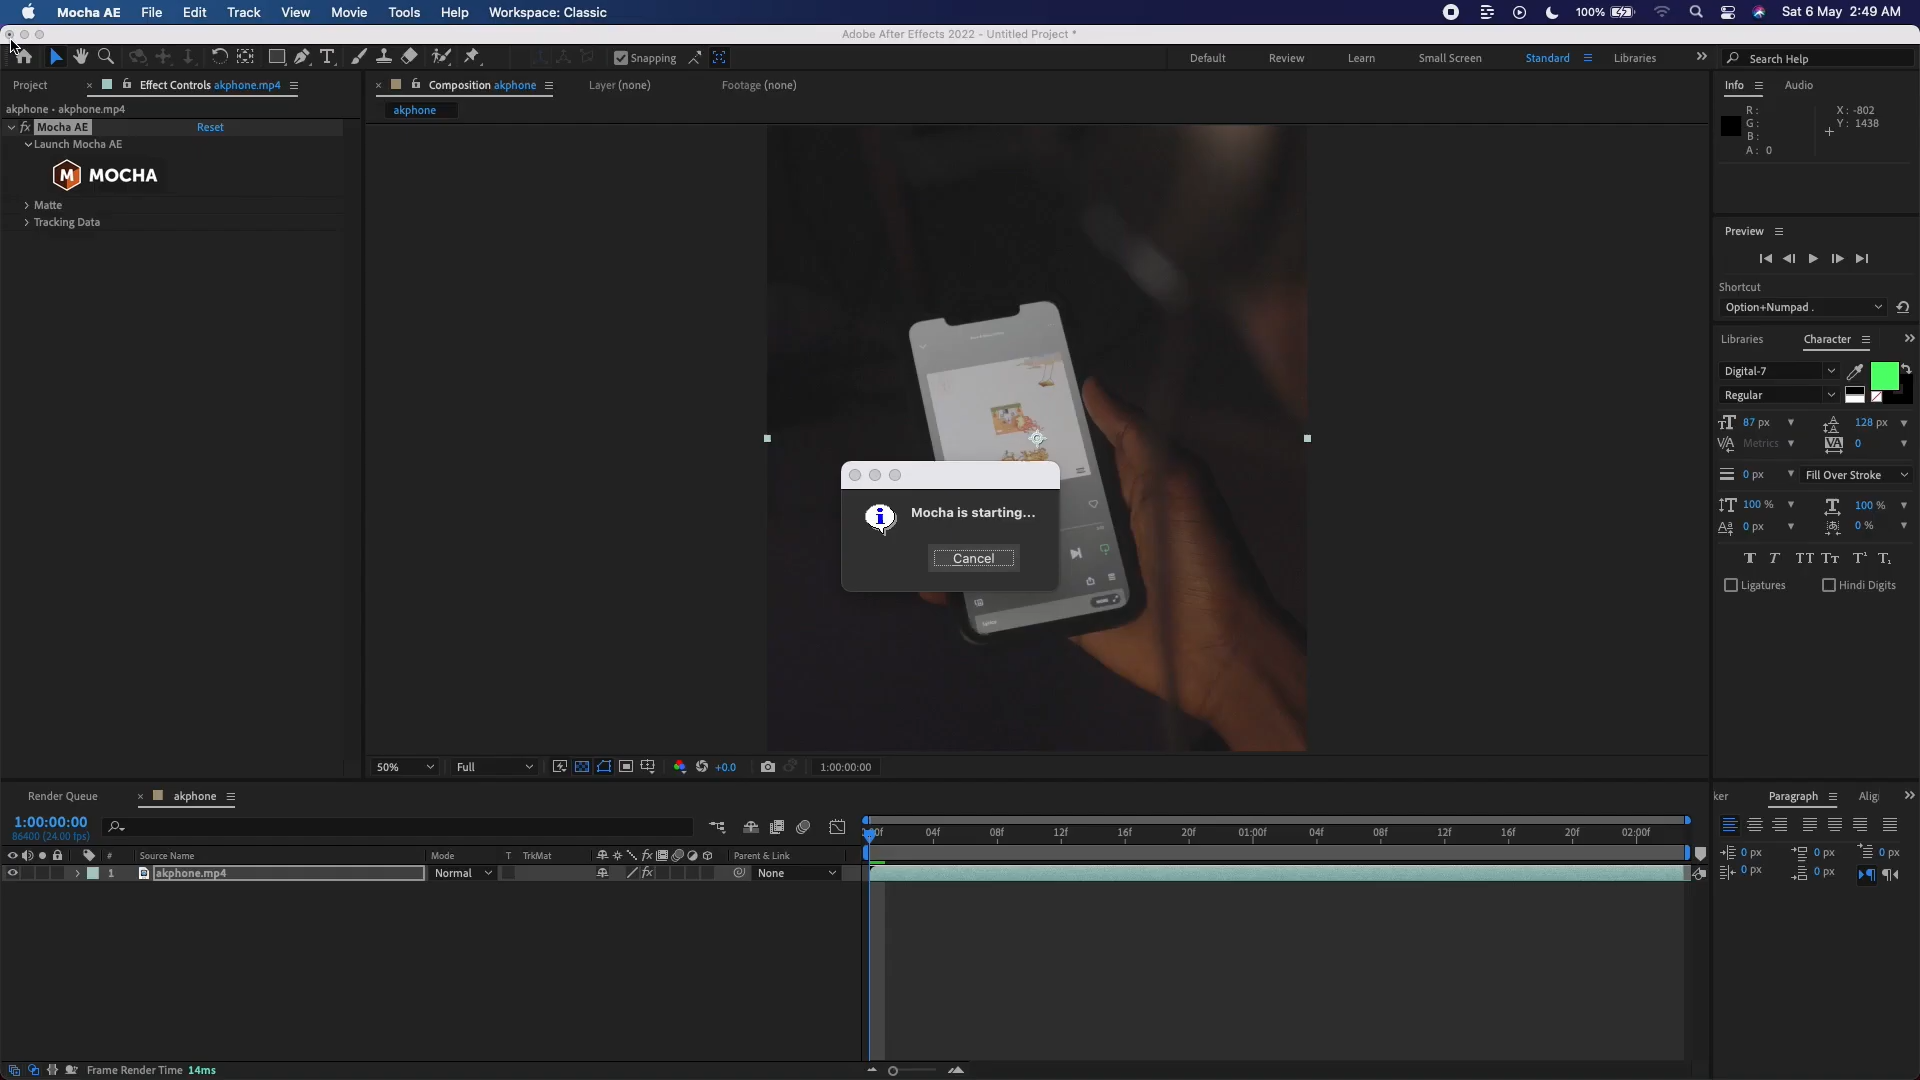 Mocha AE File Edit Track View Movie Tools Help Workspace: Classic 100% Sat 6 May 2:49 AM
Adobe After Effects 2022 - Untitled Project *
Snapping Default Review Learn Small Screen Standard Libraries Search Help
Project Effect Controls akphone.mp4
akphone • akphone.mp4
fx Mocha AE Reset
Launch Mocha AE
MOCHA
Matte
Tracking Data
Composition akphone Layer (none) Footage (none)
akphone
Mocha is starting...
Cancel
50% Full +0.0 1:00:00:00
Info Audio
R: X: -802
G: Y: 1438
B:
A: 0
Preview
Shortcut
Option+Numpad .
Libraries Character
Digital-7
Regular
87 px 128 px
Metrics 0
0 px Fill Over Stroke
100 % 100 %
0 px 0 %
T T TT Tr T¹ T₁
Ligatures Hindi Digits
Render Queue akphone
1:00:00:00
86400 (24.00 fps)
# Source Name Mode T TrkMat Parent & Link
1 akphone.mp4 Normal None
:00f 04f 08f 12f 16f 20f 01:00f 04f 08f 12f 16f 20f 02:00f
ker Paragraph Alig
0 px 0 px 0 px
0 px 0 px
Frame Render Time 14ms